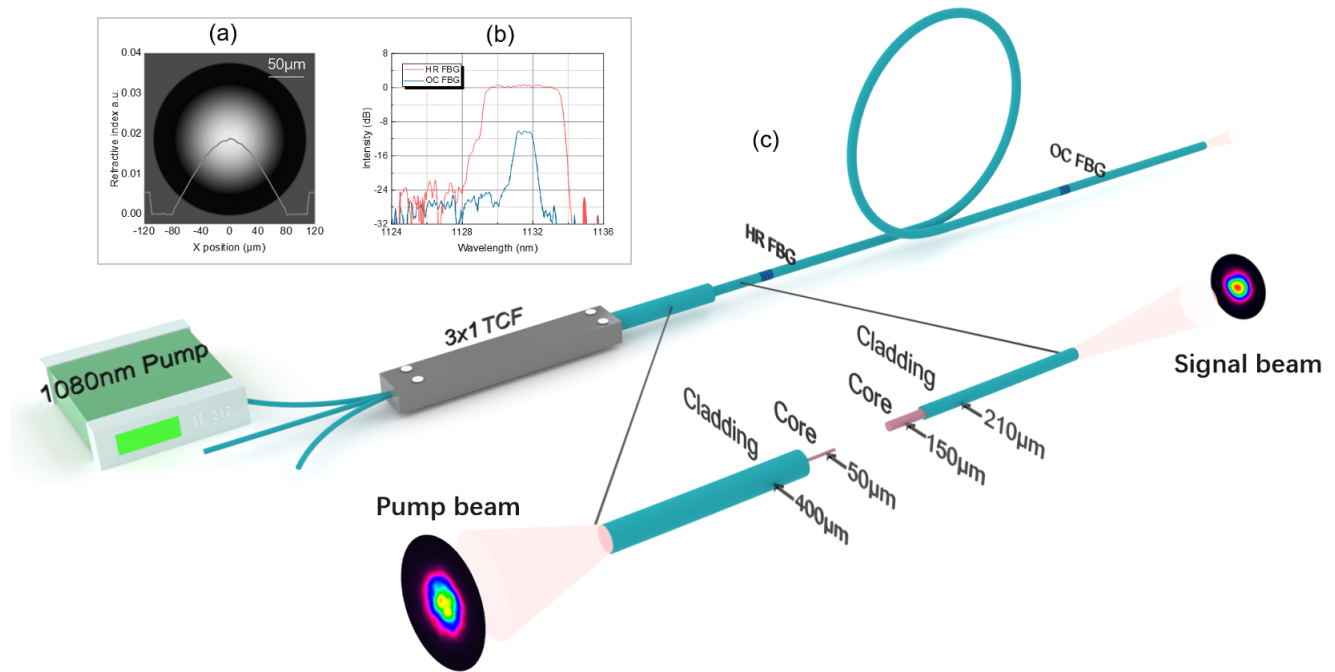 (a)
50μm
Refractive index a.u.
0.04
0.03
0.02
0.01
0.00
-120 -80 -40 0 40 80 120
X position (μm)
(b)
HR FBG
OC FBG
Intensity (dB)
8
0
-8
-16
-24
-32
1124 1128 1132 1136
Wavelength (nm)
(c)
OC FBG
HR FBG
3x1 TCF
1080nm Pump
Signal beam
Cladding
Core
210μm
150μm
Cladding
Core
50μm
400μm
Pump beam